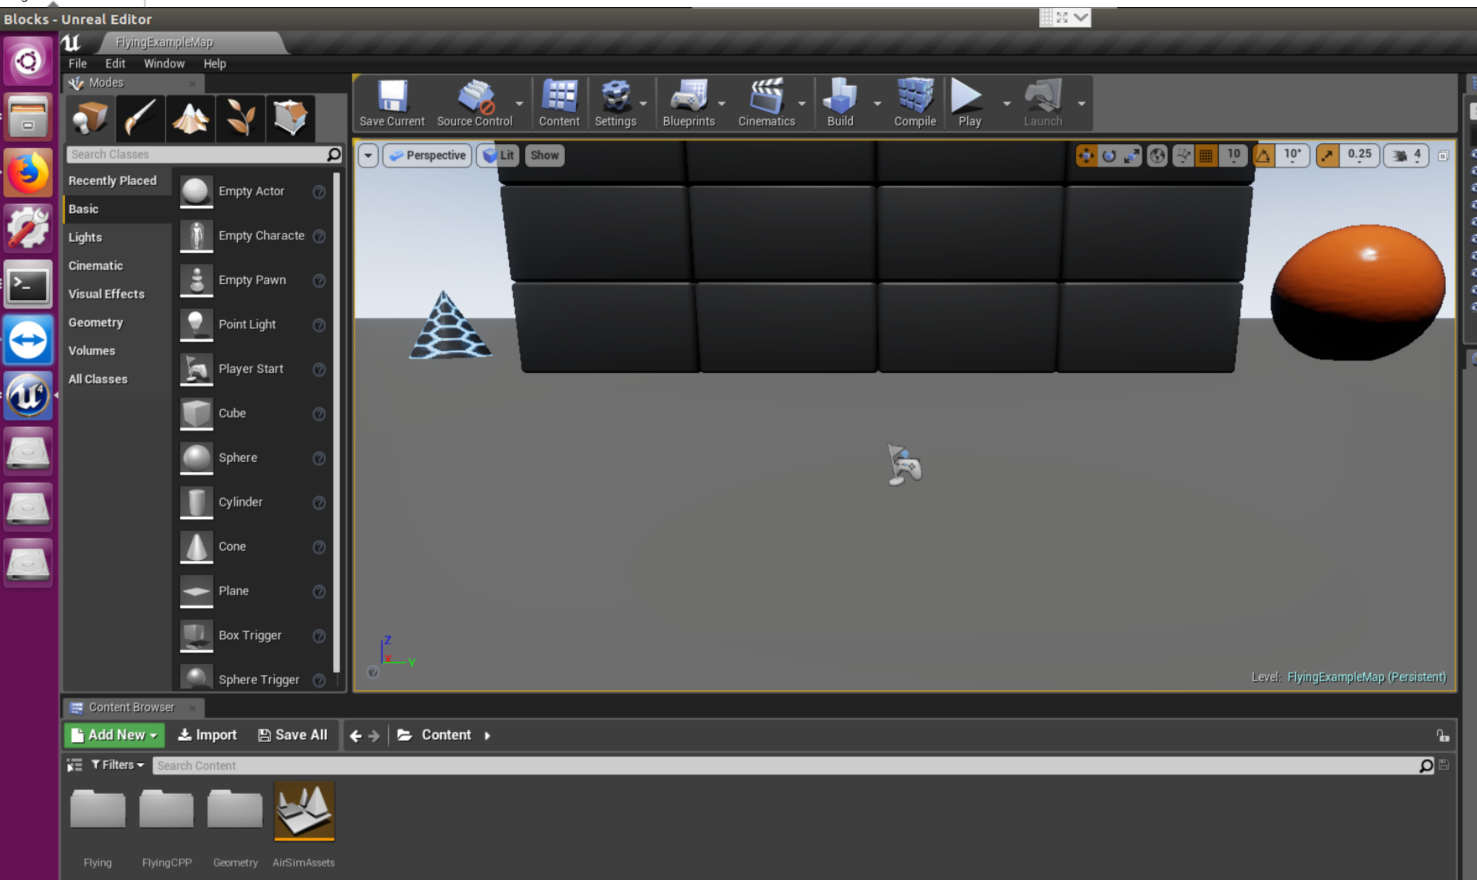 Blocks - Unreal Editor
FlyingExampleMap
File Edit Window Help
Modes
Save Current Source Control Content Settings Blueprints Cinematics Build Compile Play Launch
Search Classes
Perspective Lit Show 10 10° 0.25 4
Recently Placed
Basic
Lights
Cinematic
Visual Effects
Geometry
Volumes
All Classes
Empty Actor
Empty Characte
Empty Pawn
Point Light
Player Start
Cube
Sphere
Cylinder
Cone
Plane
Box Trigger
Sphere Trigger
Z
X Y
Level: FlyingExampleMap (Persistent)
Content Browser
Add New Import Save All Content
Filters Search Content
Flying FlyingCPP Geometry AirSimAssets